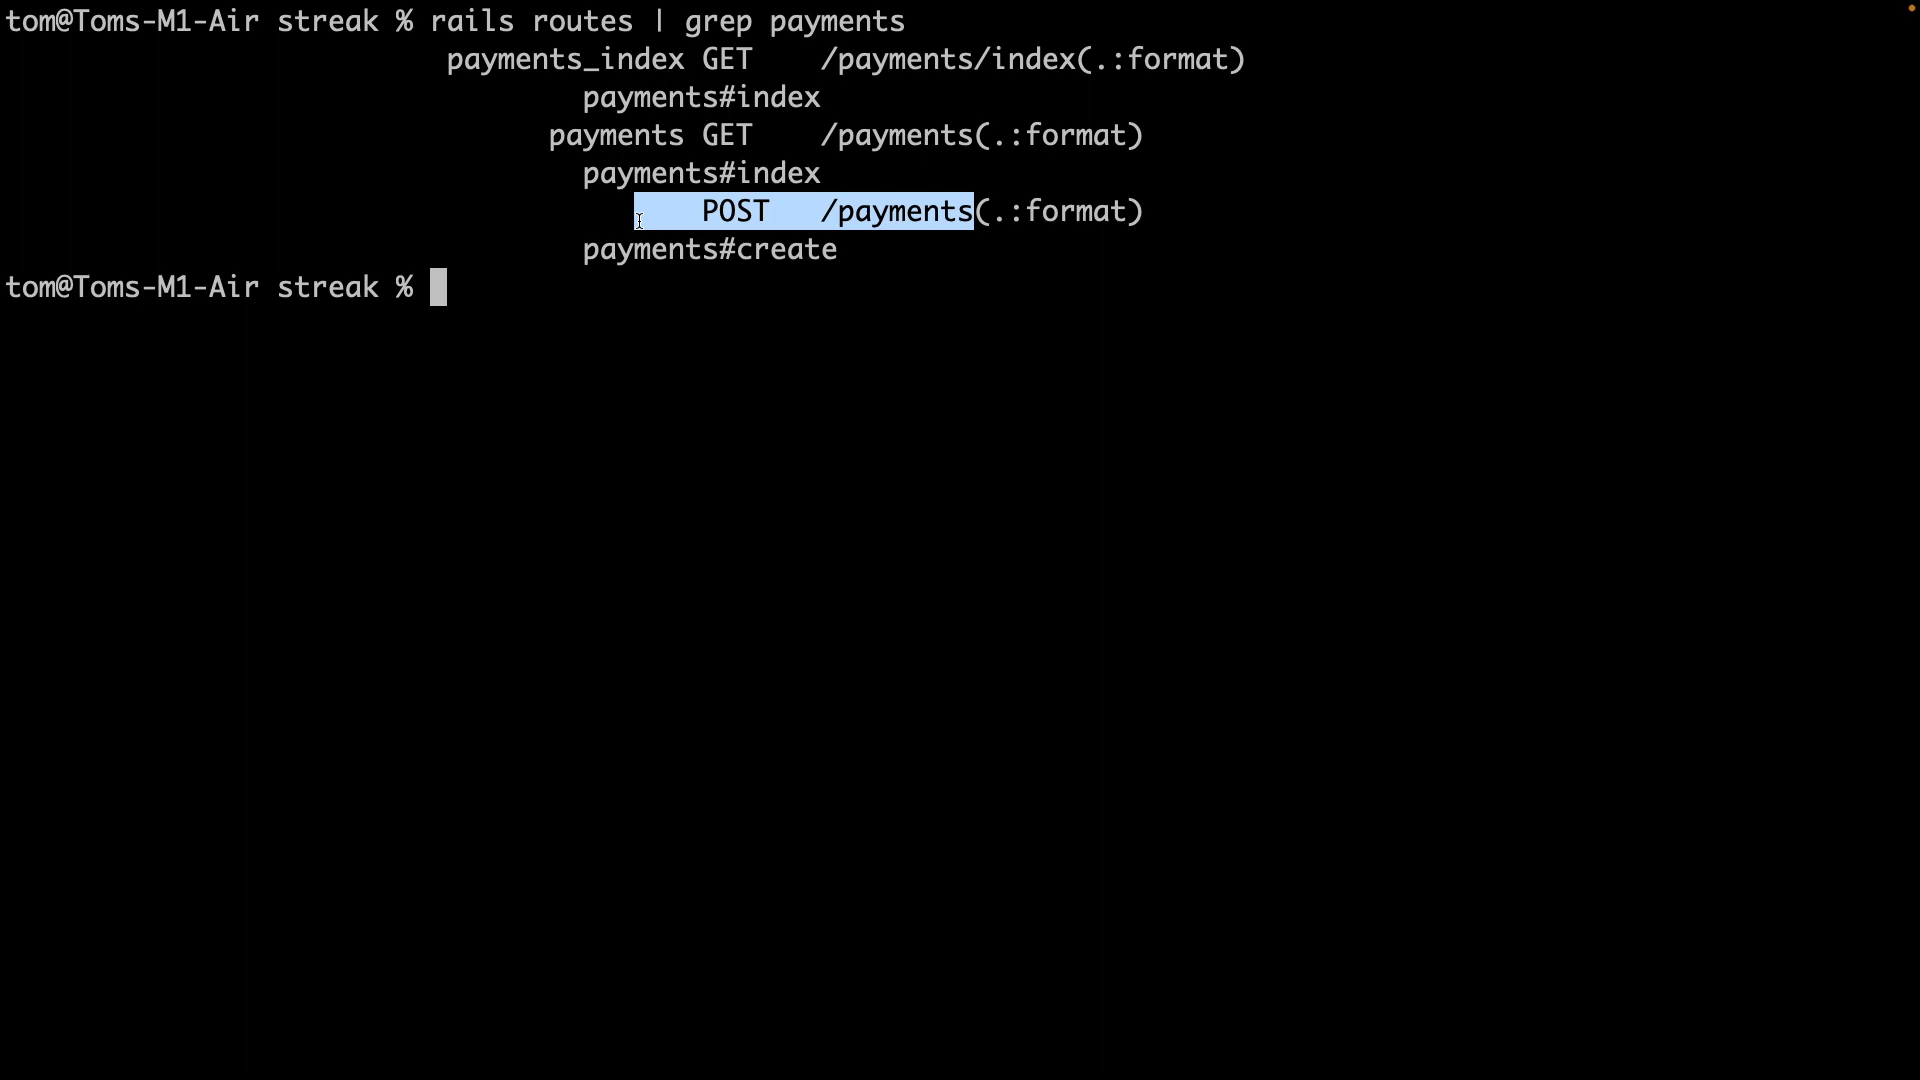 tom@Toms-M1-Air streak % rails routes | grep payments
payments_index GET /payments/index(.:format)
payments#index
payments GET /payments(.:format)
payments#index
POST /payments(.:format)
payments#create
tom@Toms-M1-Air streak %